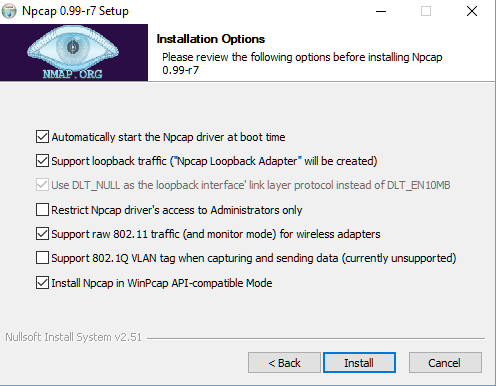 Npcap 0.99-r7 Setup
NMAP.ORG
Installation Options
Please review the following options before installing Npcap
0.99-r7
Automatically start the Npcap driver at boot time
Support loopback traffic ("Npcap Loopback Adapter" will be created)
Use DLT_NULL as the loopback interface' link layer protocol instead of DLT_EN10MB
Restrict Npcap driver's access to Administrators only
Support raw 802.11 traffic (and monitor mode) for wireless adapters
Support 802.1Q VLAN tag when capturing and sending data (currently unsupported)
Install Npcap in WinPcap API-compatible Mode
Nullsoft Install System v2.51
< Back
Install
Cancel